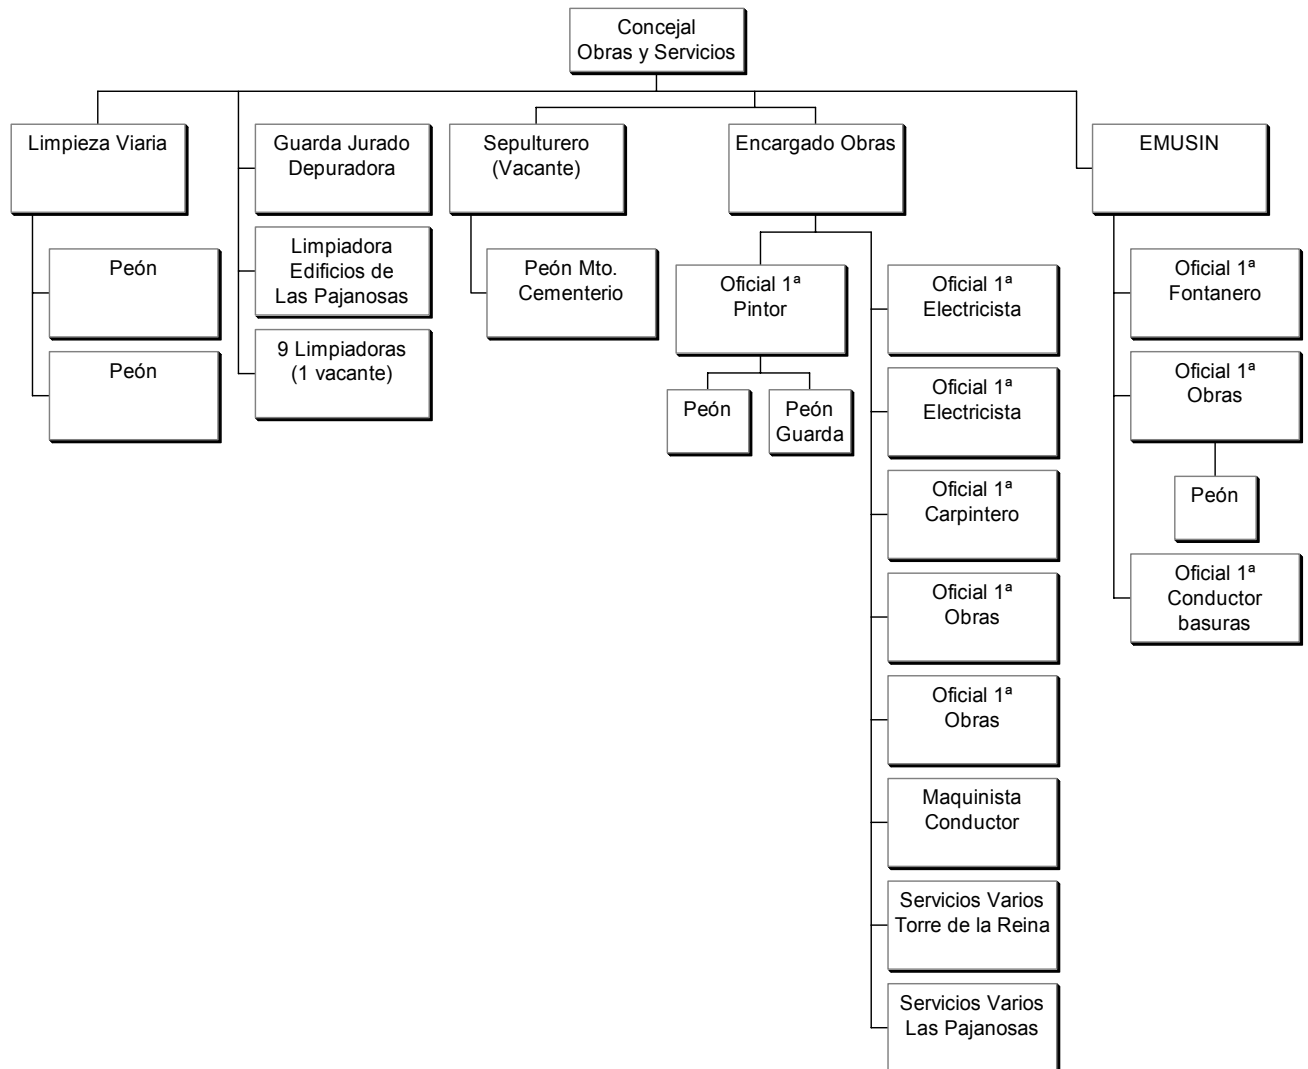 Concejal
Obras y Servicios
Limpieza Viaria
Peón
Peón
Guarda Jurado
Depuradora
Limpiadora
Edificios de
Las Pajanosas
9 Limpiadoras
(1 vacante)
Sepulturero
(Vacante)
Peón Mto.
Cementerio
Encargado Obras
Oficial 1ª
Pintor
Peón
Peón
Guarda
Oficial 1ª
Electricista
Oficial 1ª
Electricista
Oficial 1ª
Carpintero
Oficial 1ª
Obras
Oficial 1ª
Obras
Maquinista
Conductor
Servicios Varios
Torre de la Reina
Servicios Varios
Las Pajanosas
EMUSIN
Oficial 1ª
Fontanero
Oficial 1ª
Obras
Peón
Oficial 1ª
Conductor
basuras